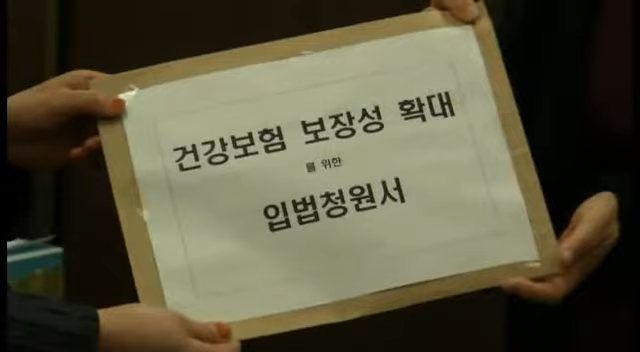 건강보험 보장성 확대
를 위한
입법청원서